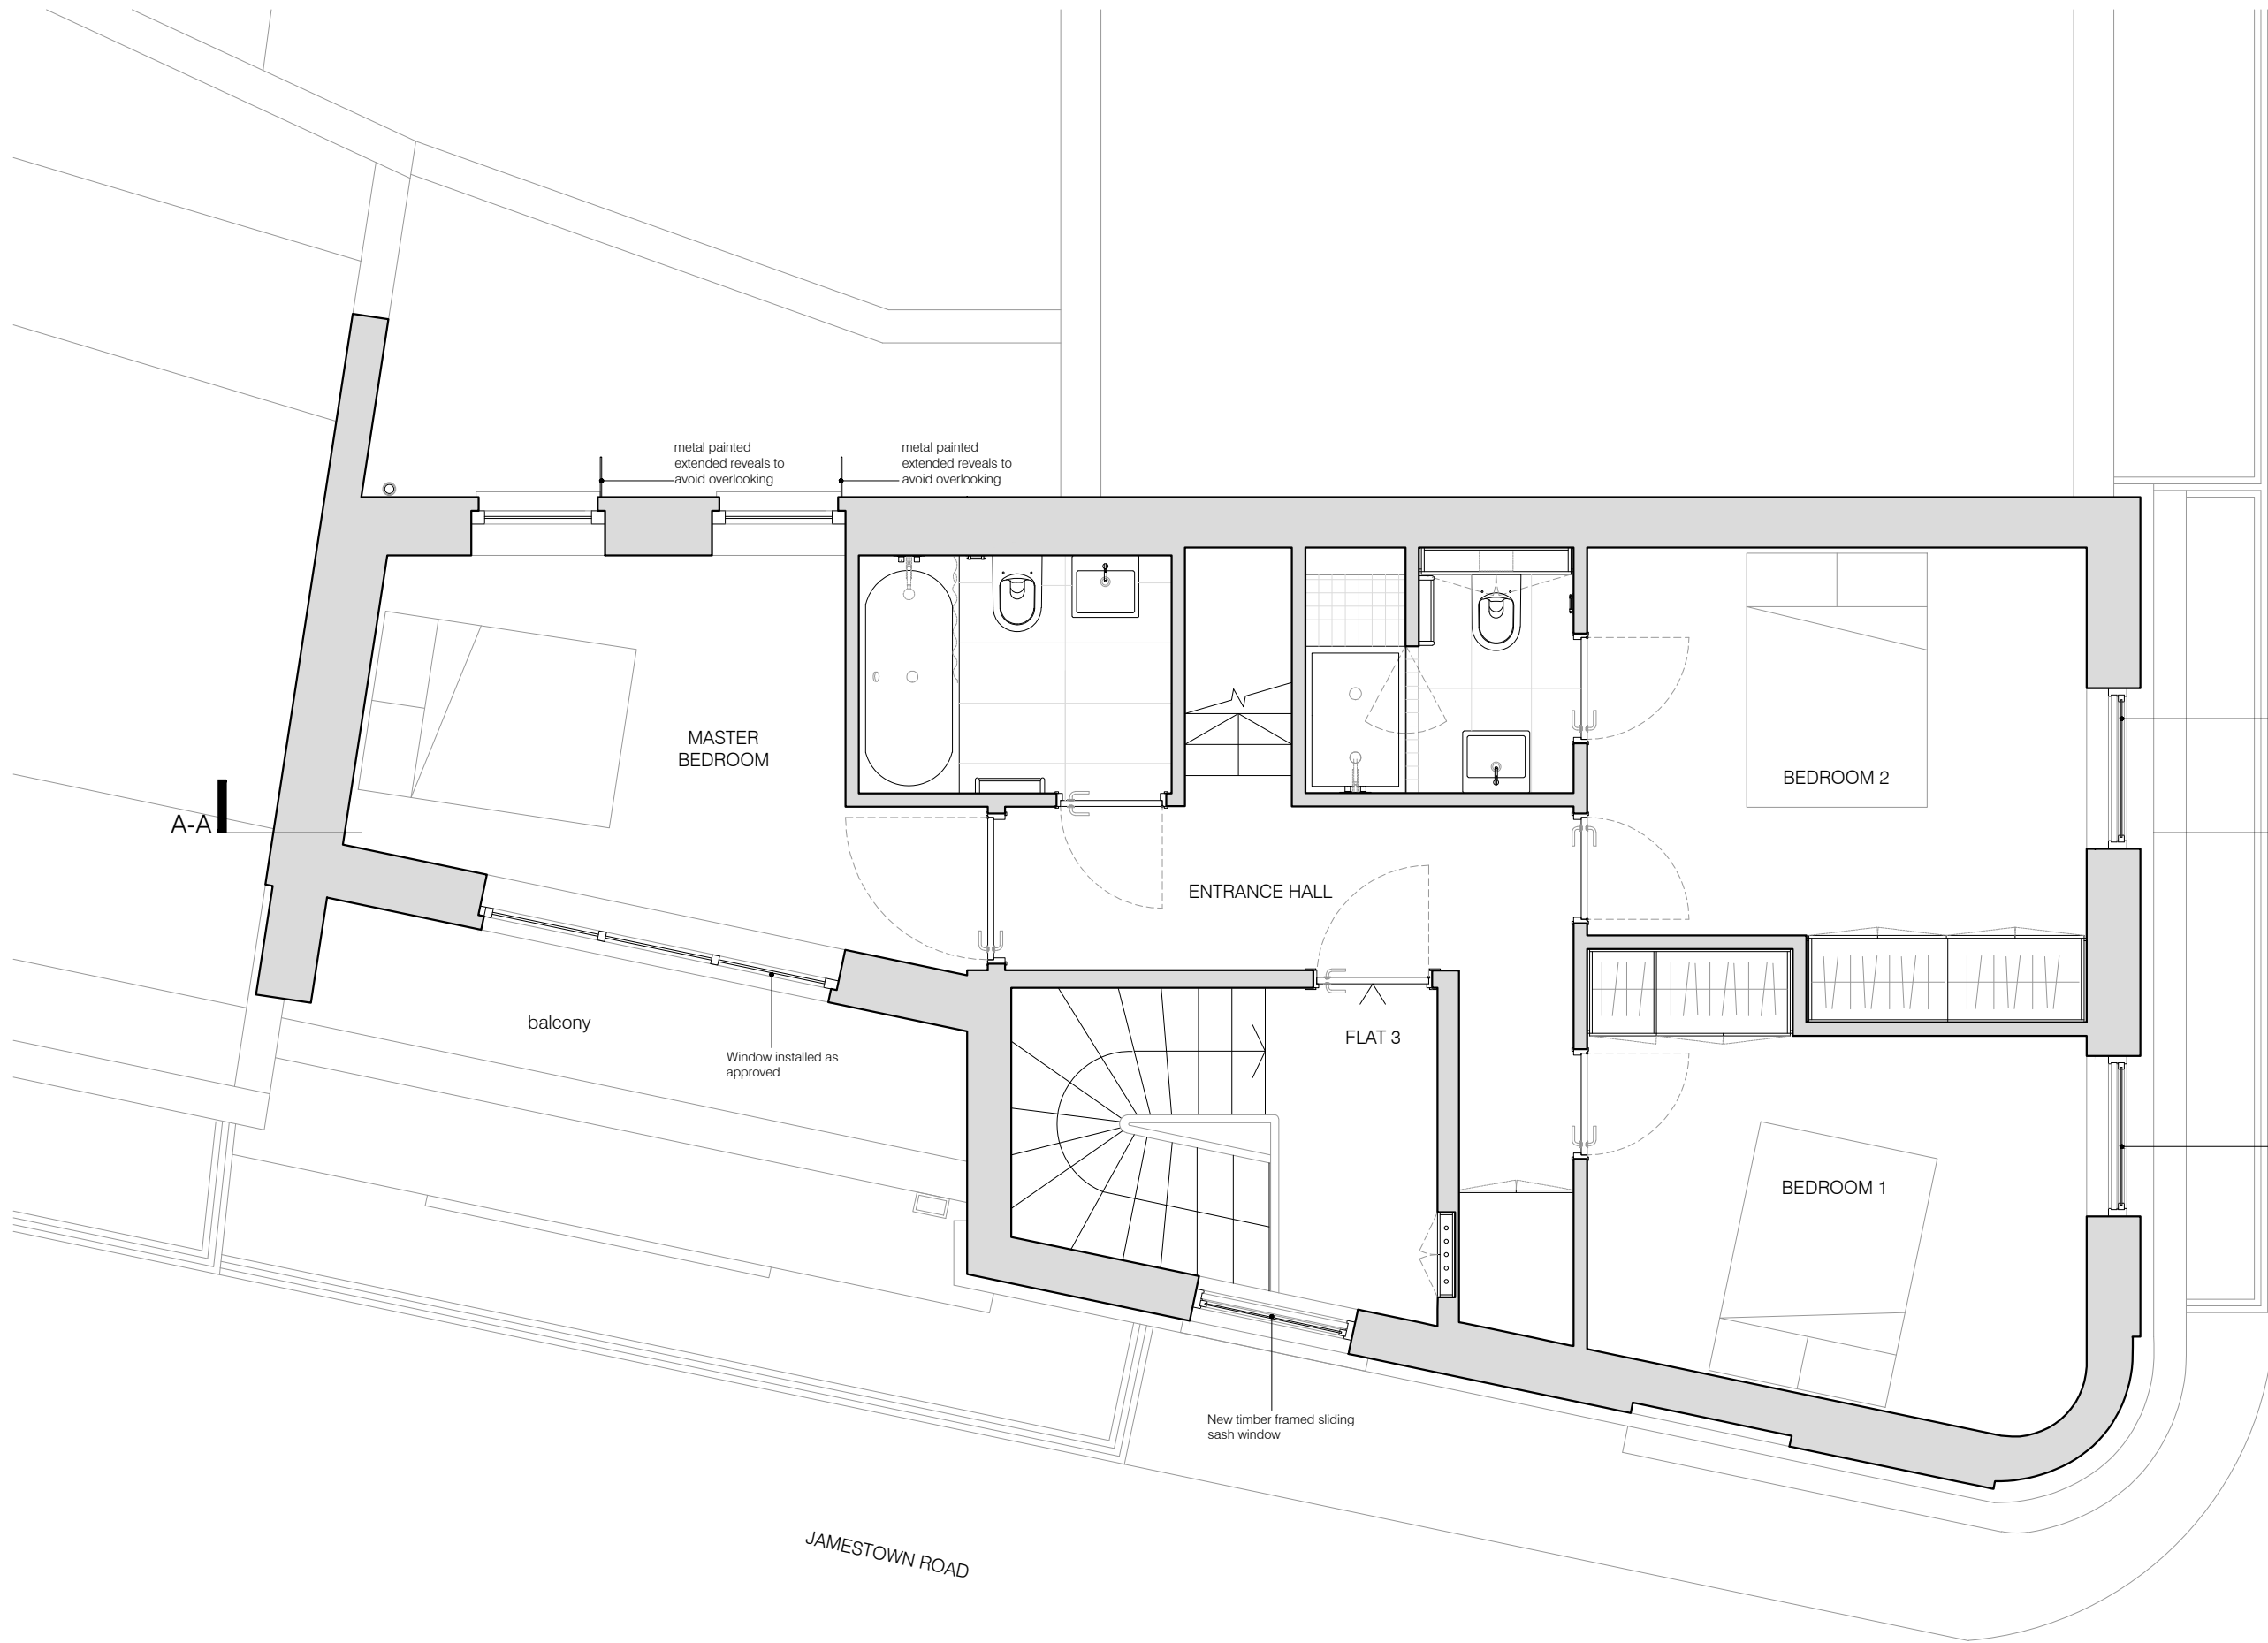 metal painted
extended reveals to
avoid overlooking
metal painted
extended reveals to
avoid overlooking
MASTER
BEDROOM
BEDROOM 2
A-A
ENTRANCE HALL
balcony
FLAT 3
Window installed as
approved
BEDROOM 1
New timber framed sliding
sash window
JAMESTOWN ROAD